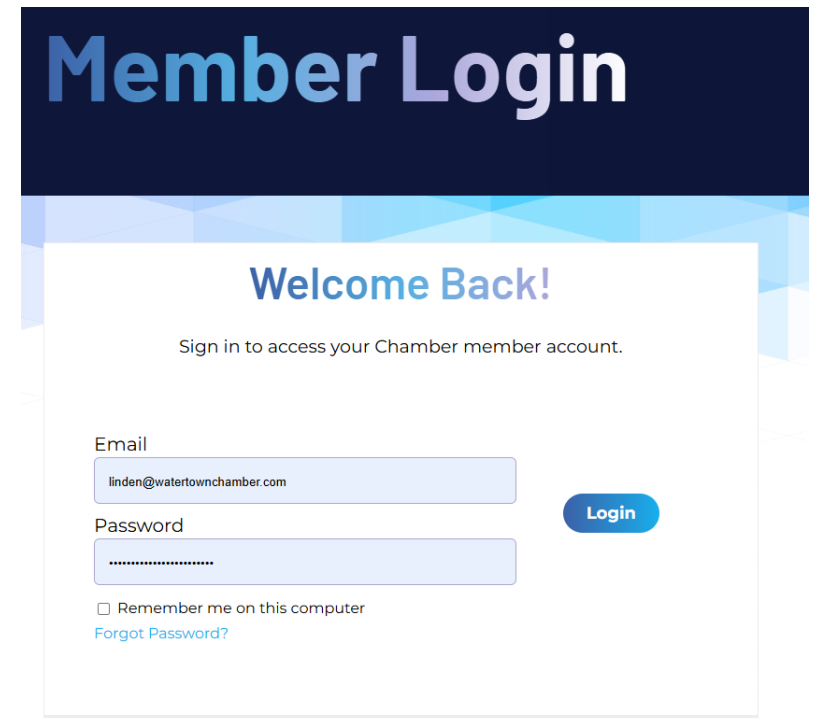 Member Login
Welcome Back!
Sign in to access your Chamber member account.
Email
linden@watertownchamber.com
Login
Password
Remember me on this computer
Forgot Password?